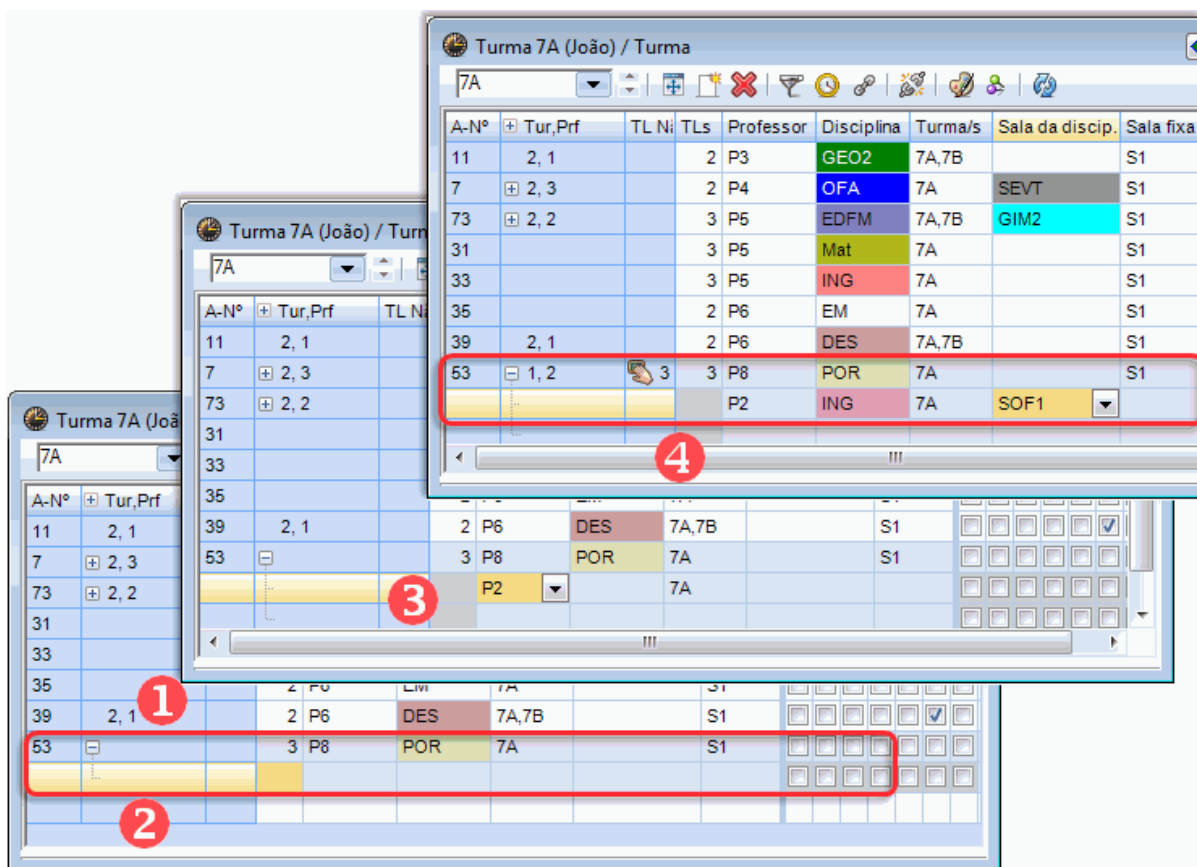 Turma 7A (João) / Turma
7A
A-Nº Tur,Prf TL Nã TLs Professor Disciplina Turma/s Sala da discip. Sala fixa
11 2, 1 2 P3 GEO2 7A,7B S1
7 2, 3 2 P4 OFA 7A SEVT S1
73 2, 2 3 P5 EDFM 7A,7B GIM2 S1
31 3 P5 Mat 7A S1
33 3 P5 ING 7A S1
35 2 P6 EM 7A S1
39 2, 1 2 P6 DES 7A,7B S1
53 1, 2 3 3 P8 POR 7A S1
P2 ING 7A SOF1
4
Turma 7A (João) / Turn
7A
A-Nº Tur,Prf TL Nã
11 2, 1
7 2, 3
73 2, 2
31
33
35
39 2, 1 2 P6 DES 7A,7B S1
53 3 P8 POR 7A S1
P2 7A
3
Turma 7A (Joã
7A
A-Nº Tur,Prf
11 2, 1
7 2, 3
73 2, 2
31
33
35 2 P6 EM 7A S1
1
39 2, 1 2 P6 DES 7A,7B S1
53 3 P8 POR 7A S1
2